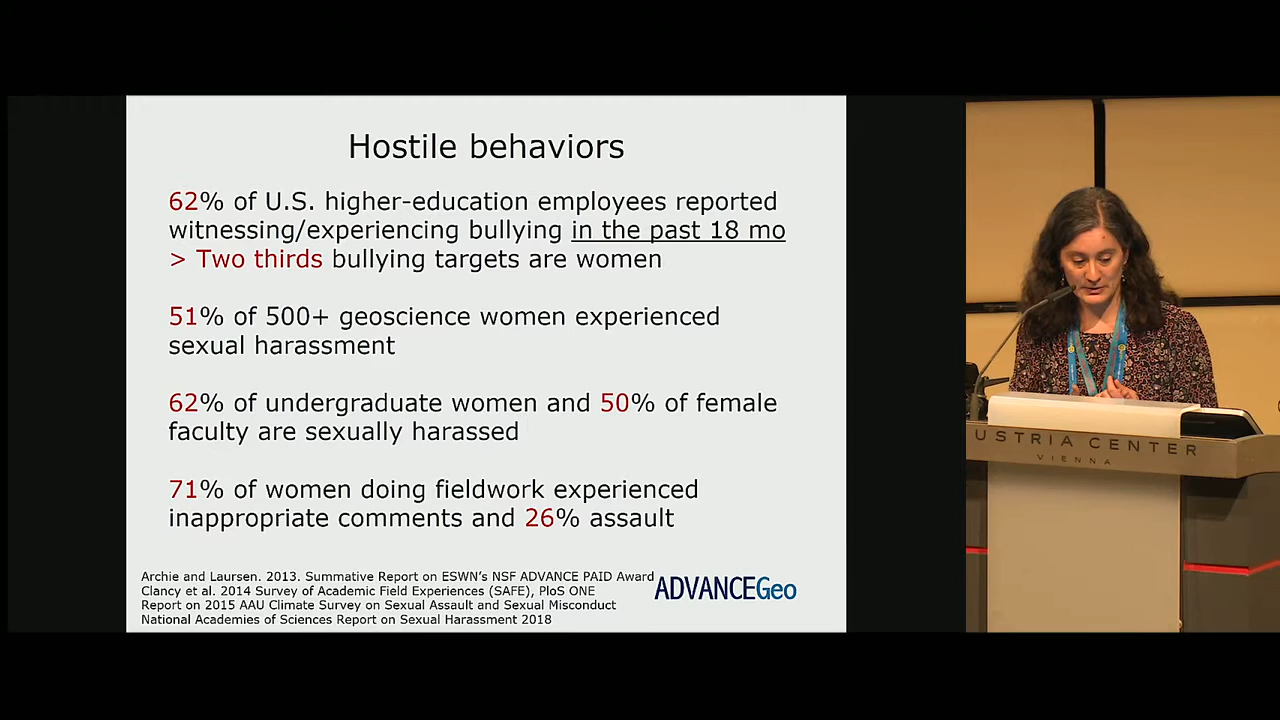 Hostile behaviors
62% of U.S. higher-education employees reported
witnessing/experiencing bullying in the past 18 mo
> Two thirds bullying targets are women
51% of 500+ geoscience women experienced
sexual harassment
62% of undergraduate women and 50% of female
faculty are sexually harassed
71% of women doing fieldwork experienced
inappropriate comments and 26% assault
Archie and Laursen. 2013. Summative Report on ESWN's NSF ADVANCE PAID Award
Clancy et al. 2014 Survey of Academic Field Experiences (SAFE), PloS ONE
Report on 2015 AAU Climate Survey on Sexual Assault and Sexual Misconduct
National Academies of Sciences Report on Sexual Harassment 2018
ADVANCEGeo
USTRIA CENTER
VIENNA